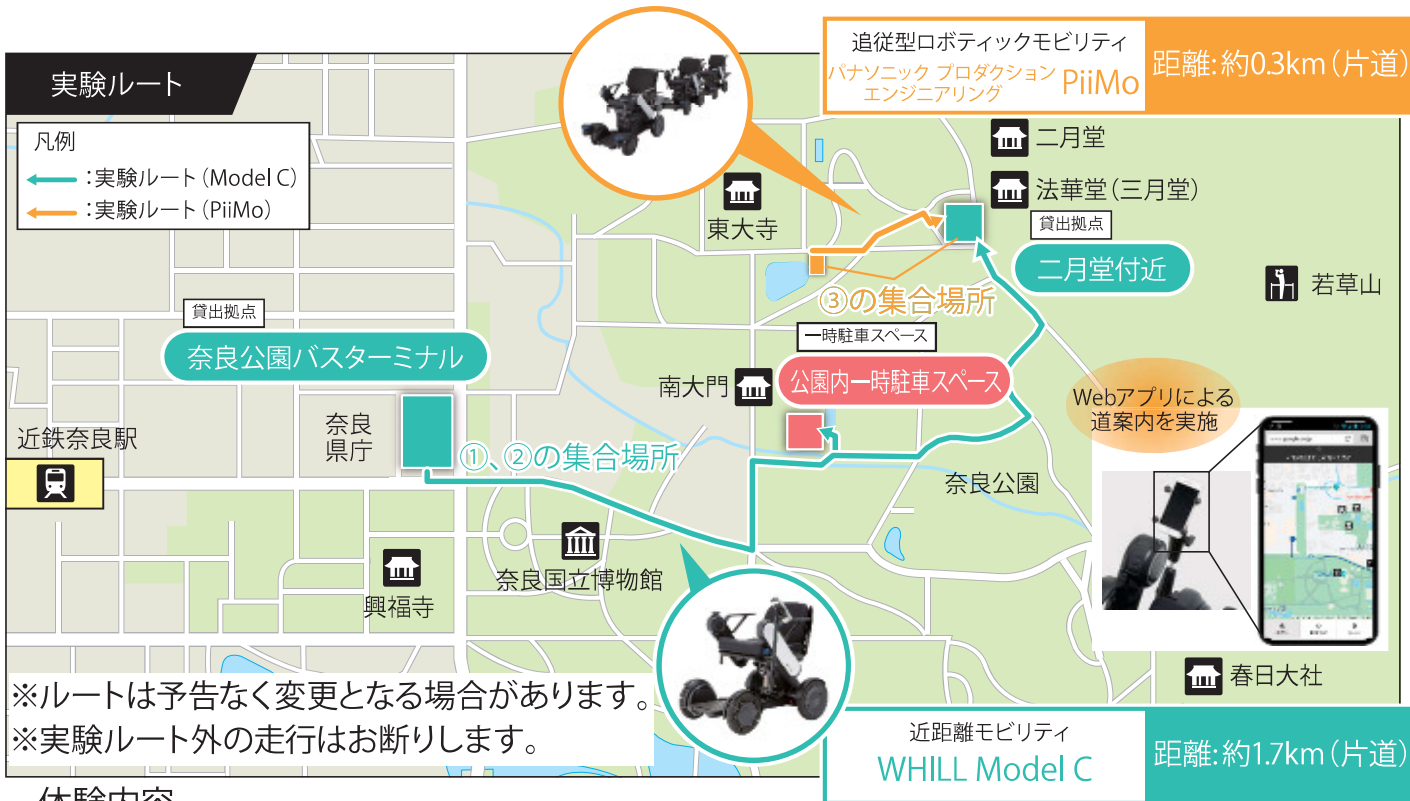 追従型ロボティックモビリティ
パナソニック プロダクション
エンジニアリング
PiiMo
距離:約0.3km(片道)
実験ルート
凡例
:実験ルート(Model C)
:実験ルート(PiiMo)
二月堂
法華堂(三月堂)
東大寺
貸出拠点
二月堂付近
若草山
③の集合場所
貸出拠点
奈良公園バスターミナル
一時駐車スペース
公園内一時駐車スペース
南大門
Webアプリによる
道案内を実施
奈良
県庁
近鉄奈良駅
①、②の集合場所
奈良公園
奈良国立博物館
興福寺
春日大社
※ルートは予告なく変更となる場合があります。
※実験ルート外の走行はお断りします。
近距離モビリティ
WHILL Model C
距離:約1.7km(片道)
体験内容